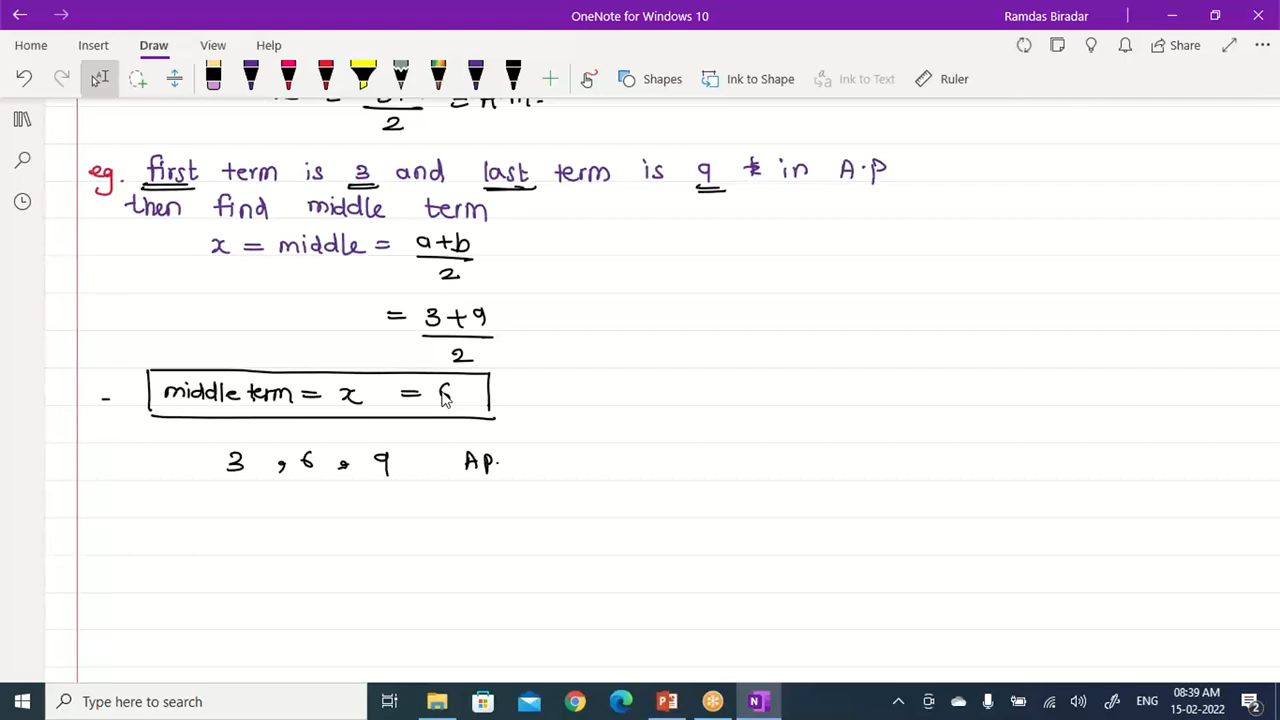 OneNote for Windows 10
Ramdas Biradar
Home Insert Draw View Help
Share
Shapes Ink to Shape Ink to Text Ruler
2
eg. first term is 3 and last term is 9 in A.P
then find middle term
x = middle = a+b
2
= 3+9
2
middle term = x = 6
3 , 6 , 9 A P.
Type here to search
ENG
08:39 AM
15-02-2022
2